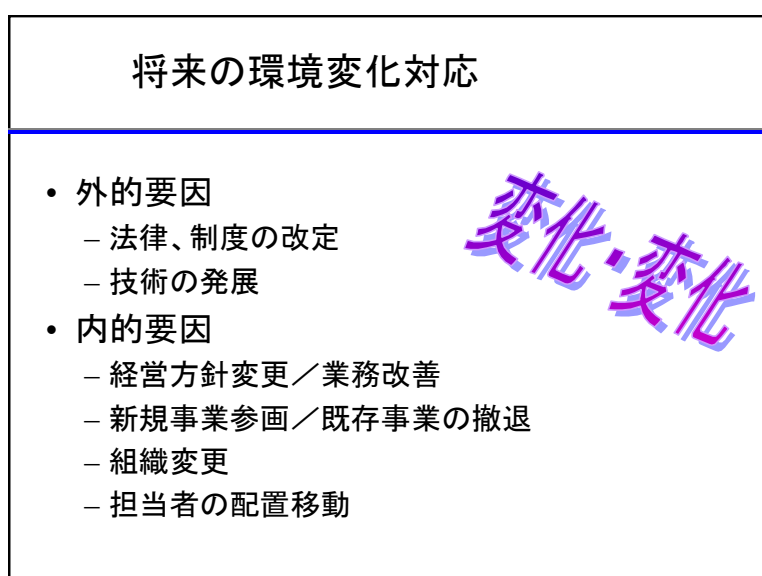 将来の環境変化対応
• 外的要因
– 法律、制度の改定
– 技術の発展
変化・変化
• 内的要因
– 経営方針変更／業務改善
– 新規事業参画／既存事業の撤退
– 組織変更
– 担当者の配置移動